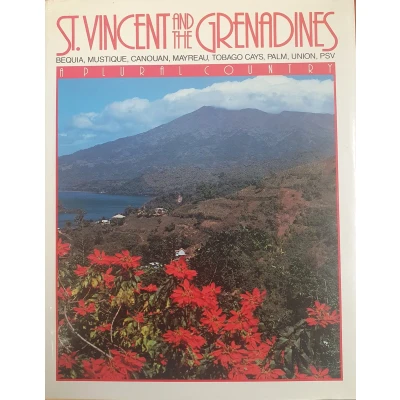 ST. VINCENT AND THE GRENADINES
BEQUIA, MUSTIQUE, CANOUAN, MAYREAU, TOBAGO CAYS, PALM, UNION, PSV
A PLURAL COUNTRY